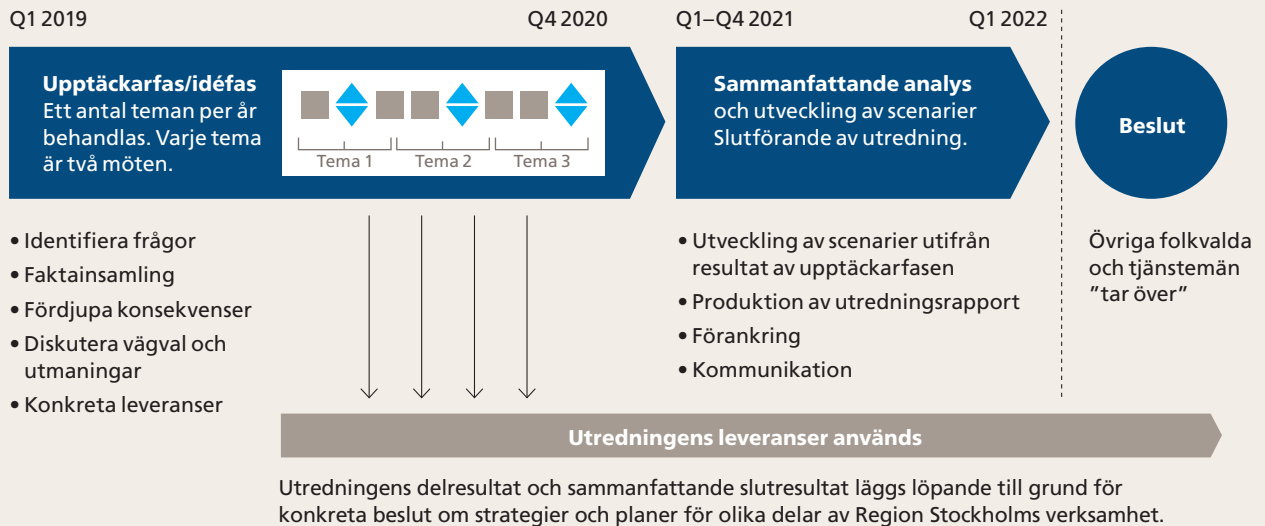 Q1 2019
Q4 2020
Q1–Q4 2021
Q1 2022
Upptäckarfas/idéfas
Ett antal teman per år
behandlas. Varje tema
är två möten.
Tema 1
Tema 2
Tema 3
Sammanfattande analys
och utveckling av scenarier
Slutförande av utredning.
Beslut
• Identifiera frågor
• Faktainsamling
• Fördjupa konsekvenser
• Diskutera vägval och
utmaningar
• Konkreta leveranser
• Utveckling av scenarier utifrån
resultat av upptäckarfasen
• Produktion av utredningsrapport
• Förankring
• Kommunikation
Övriga folkvalda
och tjänstemän
”tar över”
Utredningens leveranser används
Utredningens delresultat och sammanfattande slutresultat läggs löpande till grund för
konkreta beslut om strategier och planer för olika delar av Region Stockholms verksamhet.